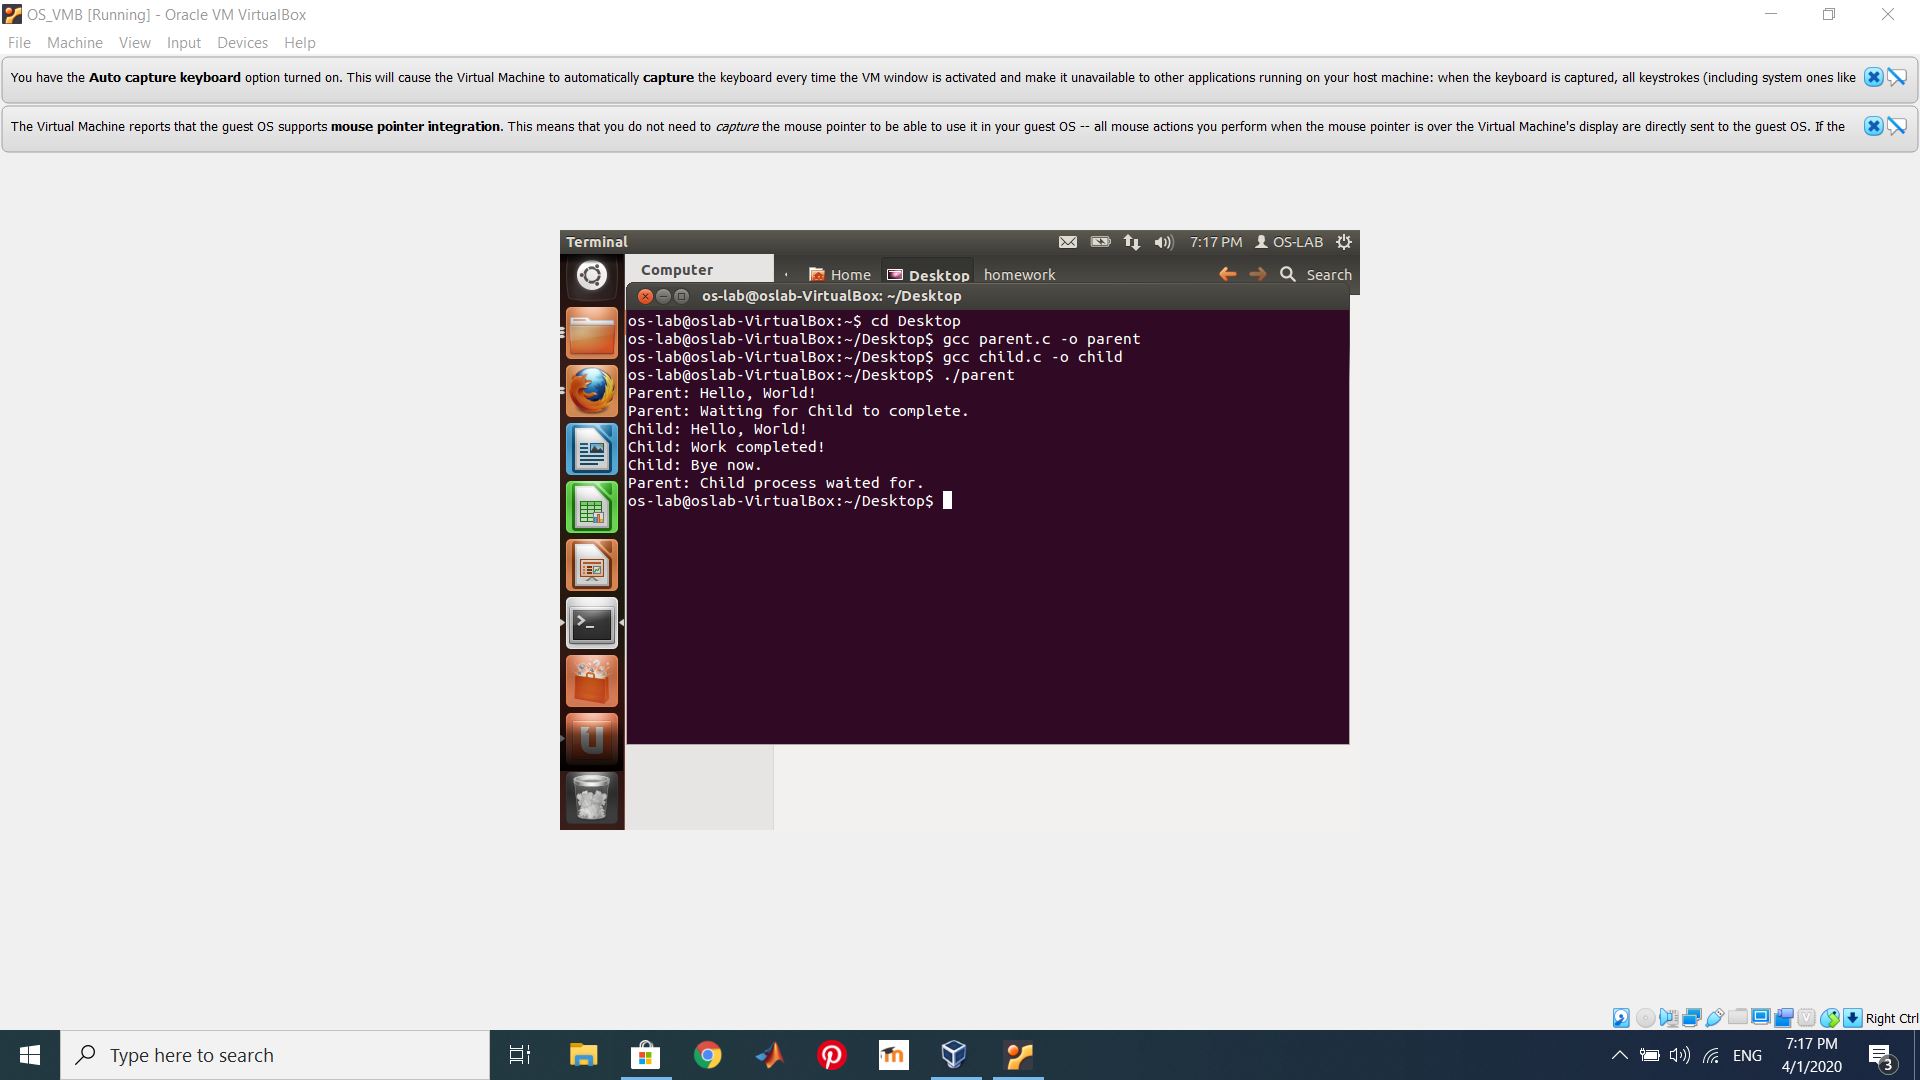 OS_VMB [Running] - Oracle VM VirtualBox
File Machine View Input Devices Help
You have the Auto capture keyboard option turned on. This will cause the Virtual Machine to automatically capture the keyboard every time the VM window is activated and make it unavailable to other applications running on your host machine: when the keyboard is captured, all keystrokes (including system ones like
The Virtual Machine reports that the guest OS supports mouse pointer integration. This means that you do not need to capture the mouse pointer to be able to use it in your guest OS -- all mouse actions you perform when the mouse pointer is over the Virtual Machine's display are directly sent to the guest OS. If the
Terminal 7:17 PM OS-LAB
Computer Home Desktop homework Search
os-lab@oslab-VirtualBox: ~/Desktop
os-lab@oslab-VirtualBox:~$ cd Desktop
os-lab@oslab-VirtualBox:~/Desktop$ gcc parent.c -o parent
os-lab@oslab-VirtualBox:~/Desktop$ gcc child.c -o child
os-lab@oslab-VirtualBox:~/Desktop$ ./parent
Parent: Hello, World!
Parent: Waiting for Child to complete.
Child: Hello, World!
Child: Work completed!
Child: Bye now.
Parent: Child process waited for.
os-lab@oslab-VirtualBox:~/Desktop$
Right Ctrl
Type here to search
ENG
7:17 PM
4/1/2020
3